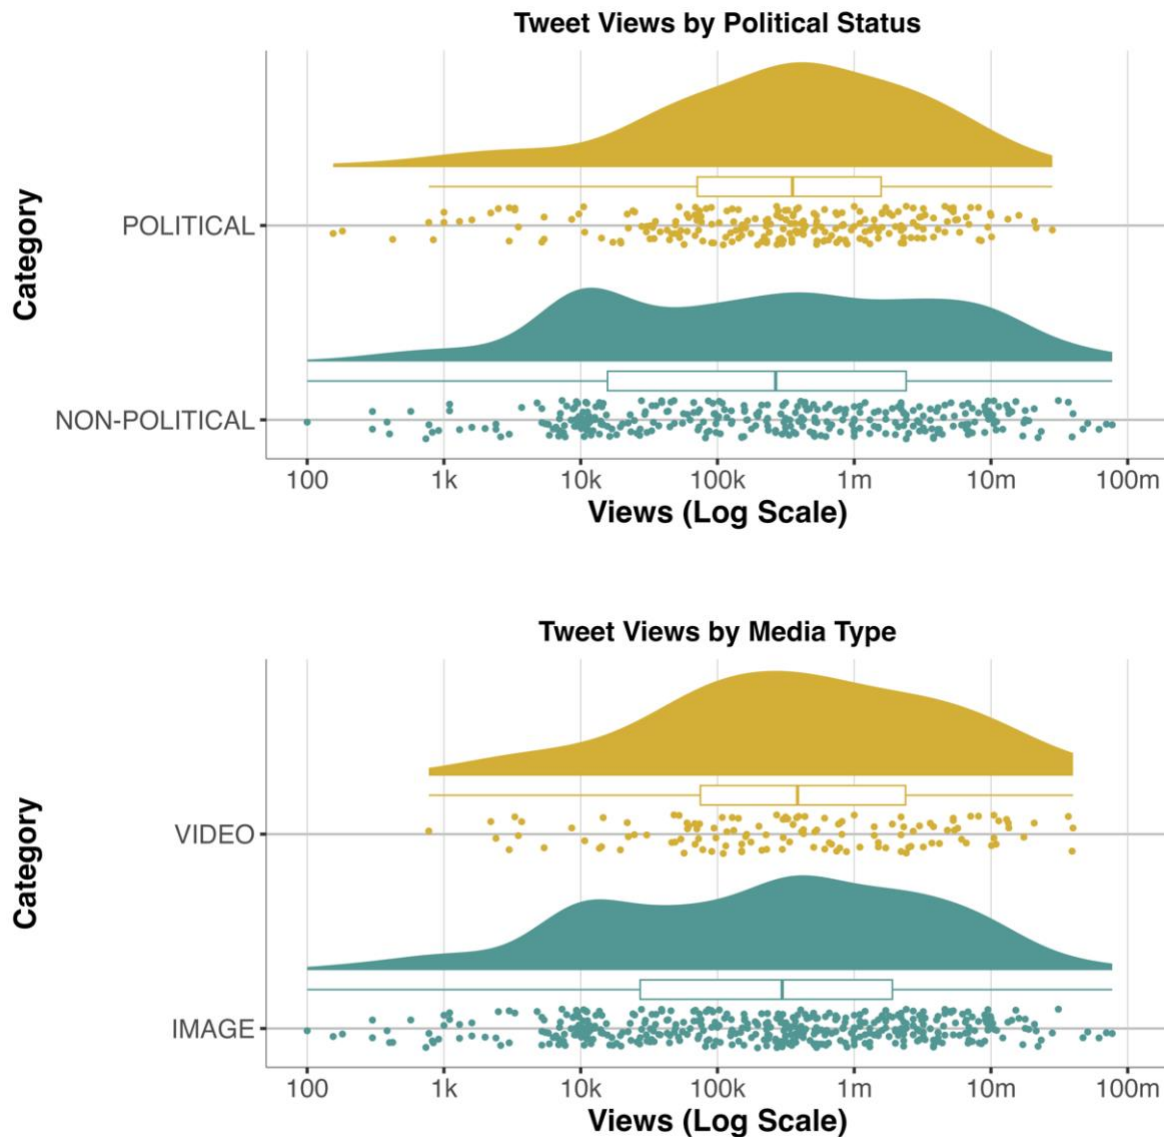 Tweet Views by Political Status
Category
POLITICAL
NON-POLITICAL
100 1k 10k 100k 1m 10m 100m
Views (Log Scale)
Tweet Views by Media Type
Category
VIDEO
IMAGE
100 1k 10k 100k 1m 10m 100m
Views (Log Scale)